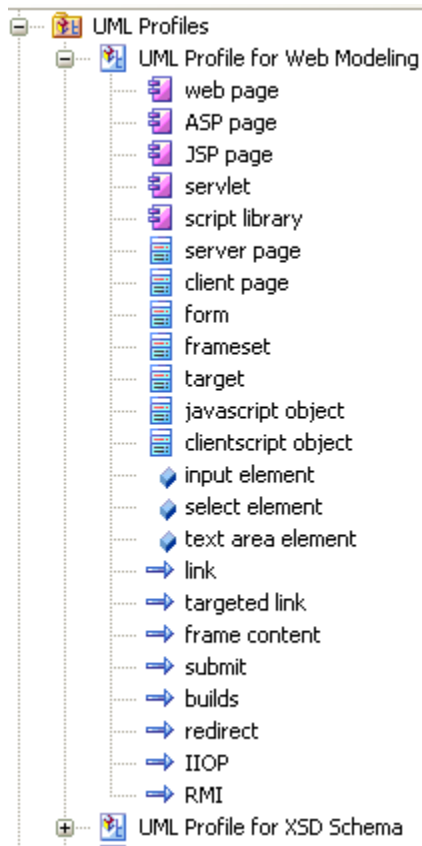 UML Profiles
UML Profile for Web Modeling
web page
ASP page
JSP page
servlet
script library
server page
client page
form
frameset
target
javascript object
clientscript object
input element
select element
text area element
link
targeted link
frame content
submit
builds
redirect
IIOP
RMI
UML Profile for XSD Schema